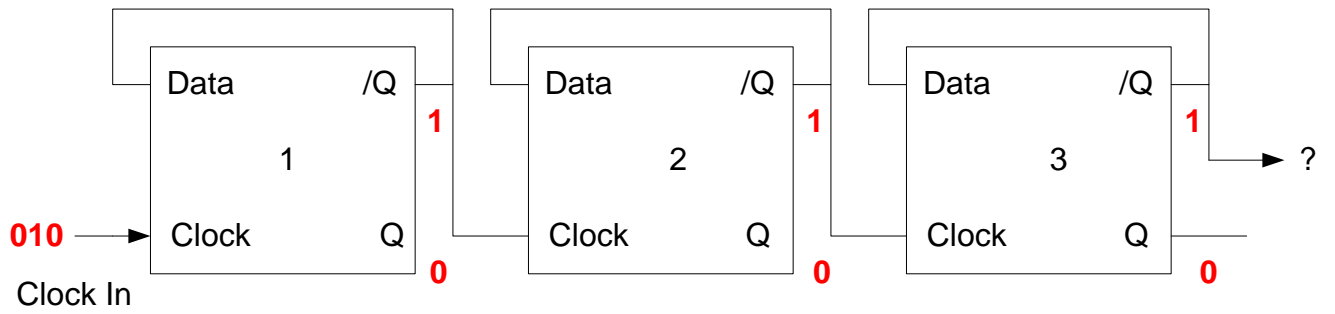 Data /Q Data /Q Data /Q
1 1 1
1 2 3 ?
010 Clock Q Clock Q Clock Q
0 0 0
Clock In